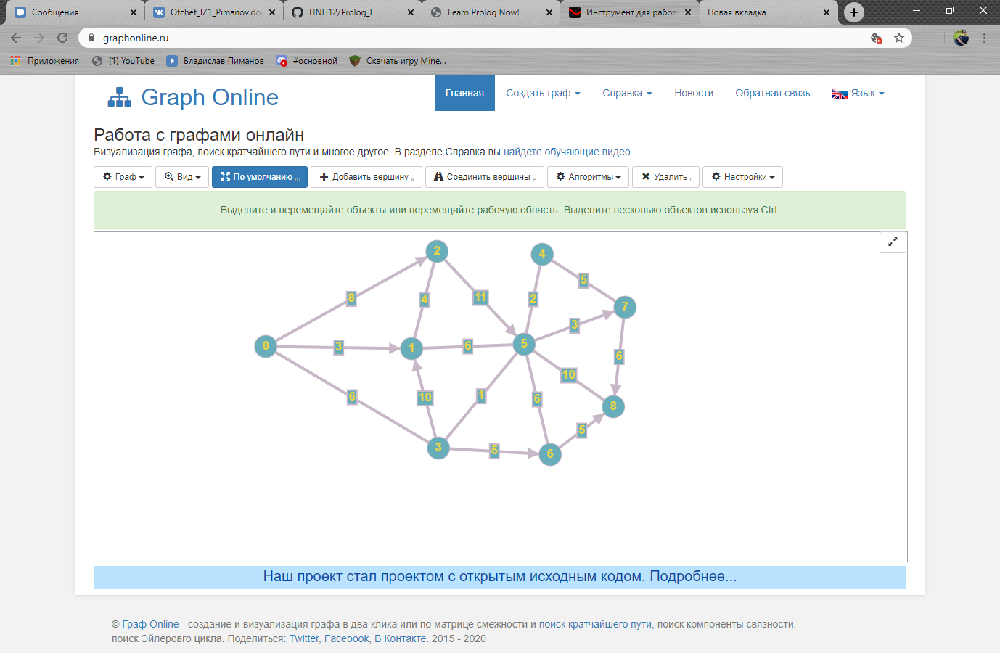 Сообщения
Otchet_IZ1_Pimanov.do
HNH12/Prolog_F
Learn Prolog Now!
Инструмент для работы
Новая вкладка
graphonline.ru
Приложения
(1) YouTube
Владислав Пиманов
#основной
Скачать игру Mine...
Graph Online
Главная
Создать граф
Справка
Новости
Обратная связь
Язык
Работа с графами онлайн
Визуализация графа, поиск кратчайшего пути и многое другое. В разделе Справка вы найдете обучающие видео.
Граф
Вид
По умолчанию m
Добавить вершину v
Соединить вершины e
Алгоритмы
Удалить r
Настройки
Выделите и перемещайте объекты или перемещайте рабочую область. Выделите несколько объектов используя Ctrl.
2
4
5
8
4
11
2
7
3
0
3
1
6
5
6
10
6
10
1
6
8
5
3
5
6
Наш проект стал проектом с открытым исходным кодом. Подробнее...
© Граф Online - создание и визуализация графа в два клика или по матрице смежности и поиск кратчайшего пути, поиск компоненты связности,
поиск Эйлерового цикла. Поделиться: Twitter, Facebook, В Контакте. 2015 - 2020